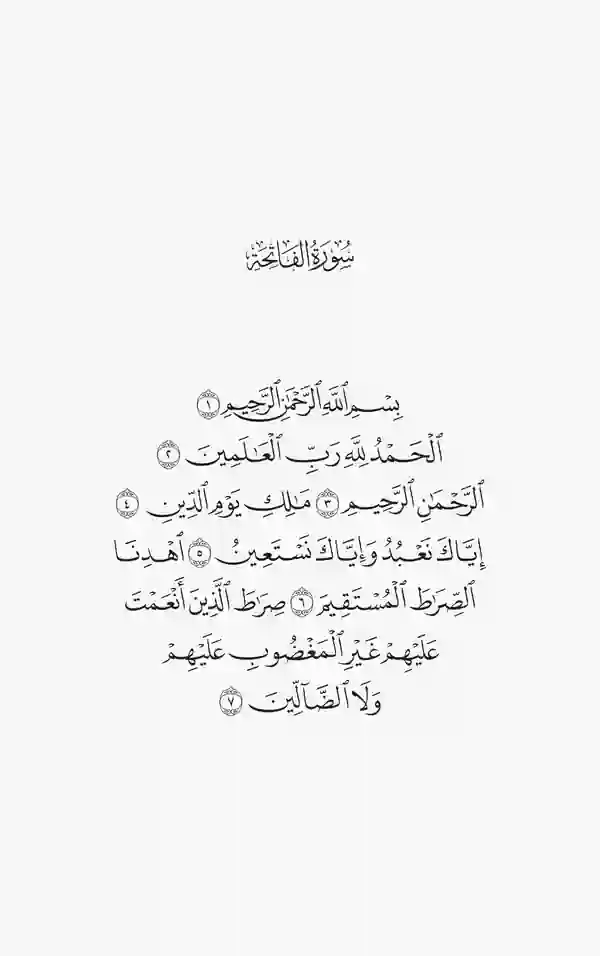 سُورَةُ الفَاتِحَةِ
بِسْمِ ٱللَّهِ ٱلرَّحْمَٰنِ ٱلرَّحِيمِ ١
ٱلْحَمْدُ لِلَّهِ رَبِّ ٱلْعَٰلَمِينَ ٢
ٱلرَّحْمَٰنِ ٱلرَّحِيمِ ٣ مَٰلِكِ يَوْمِ ٱلدِّينِ ٤
إِيَّاكَ نَعْبُدُ وَإِيَّاكَ نَسْتَعِينُ ٥ ٱهْدِنَا
ٱلصِّرَٰطَ ٱلْمُسْتَقِيمَ ٦ صِرَٰطَ ٱلَّذِينَ أَنْعَمْتَ
عَلَيْهِمْ غَيْرِ ٱلْمَغْضُوبِ عَلَيْهِمْ
وَلَا ٱلضَّآلِّينَ ٧